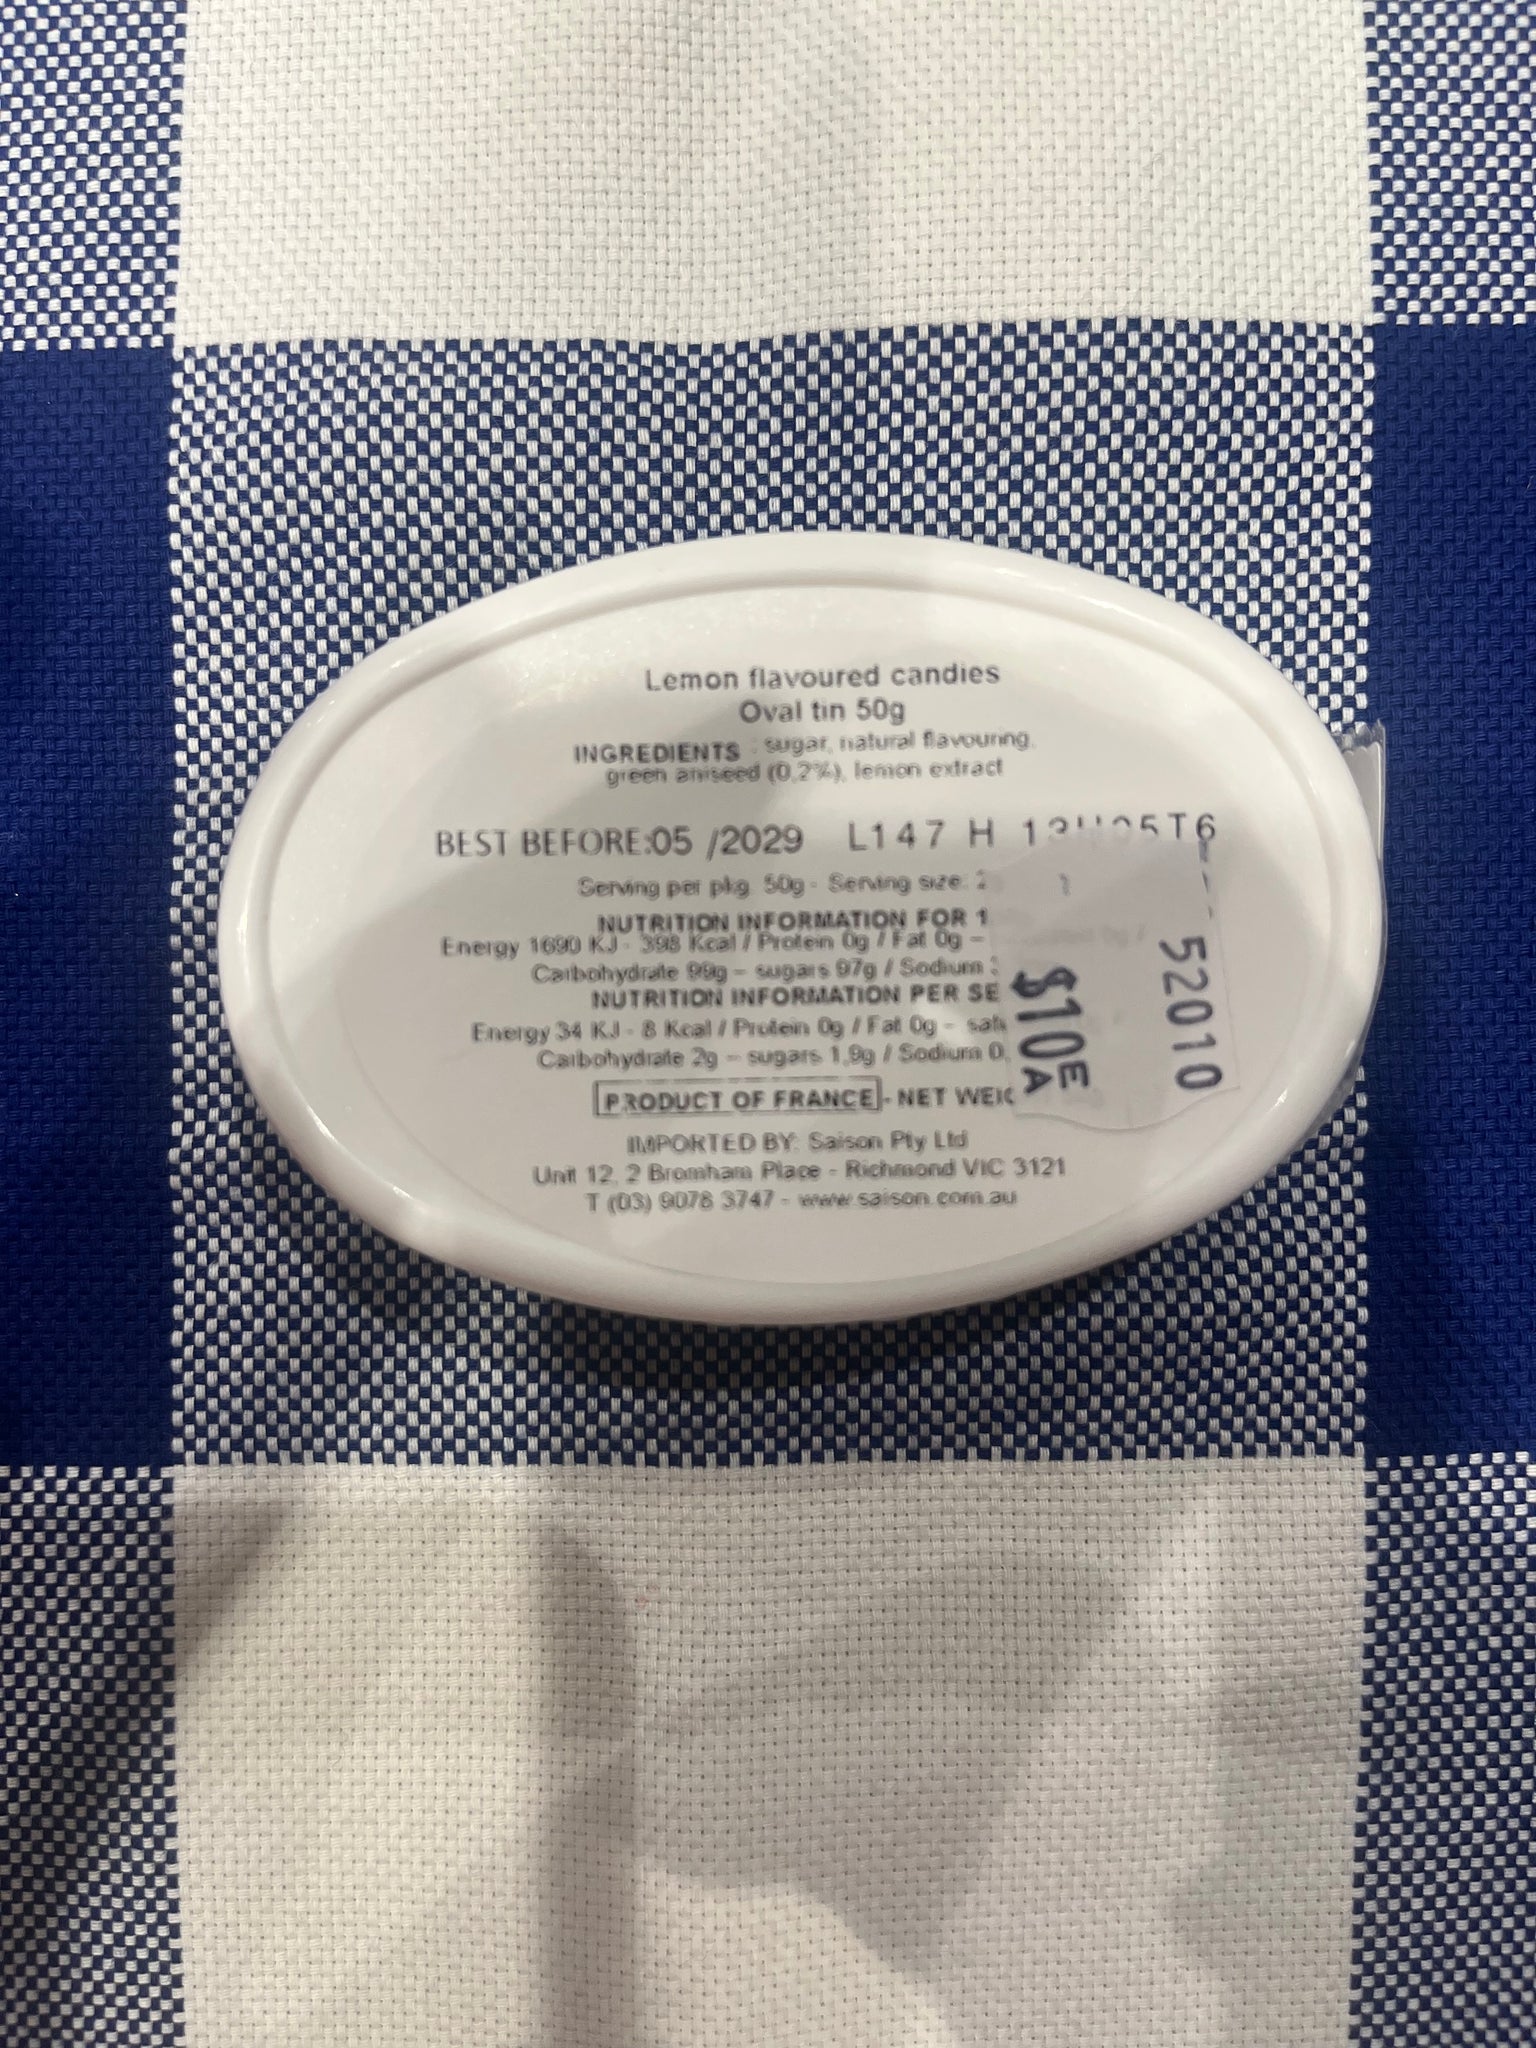 Lemon flavoured candies
Oval tin 50g
INGREDIENTS : sugar, natural flavouring,
green aniseed (0,2%), lemon extract
BEST BEFORE:05 /2029 L147 H
Serving per pkg. 50g - Serving size:
NUTRITION INFORMATION FOR
Energy 1690 KJ - 398 Kcal / Protein 0g / Fat 0g –
Carbohydrate 99g – sugars 97g / Sodium
NUTRITION INFORMATION PER
Energy 34 KJ - 8 Kcal / Protein 0g / Fat 0g –
Carbohydrate 2g – sugars 1,9g / Sodium
PRODUCT OF FRANCE - NET
IMPORTED BY: Saison Pty Ltd
Unit 12, 2 Bromham Place - Richmond VIC 3121
T (03) 9078 3747 - www.saison.com.au
52010
$10E
A